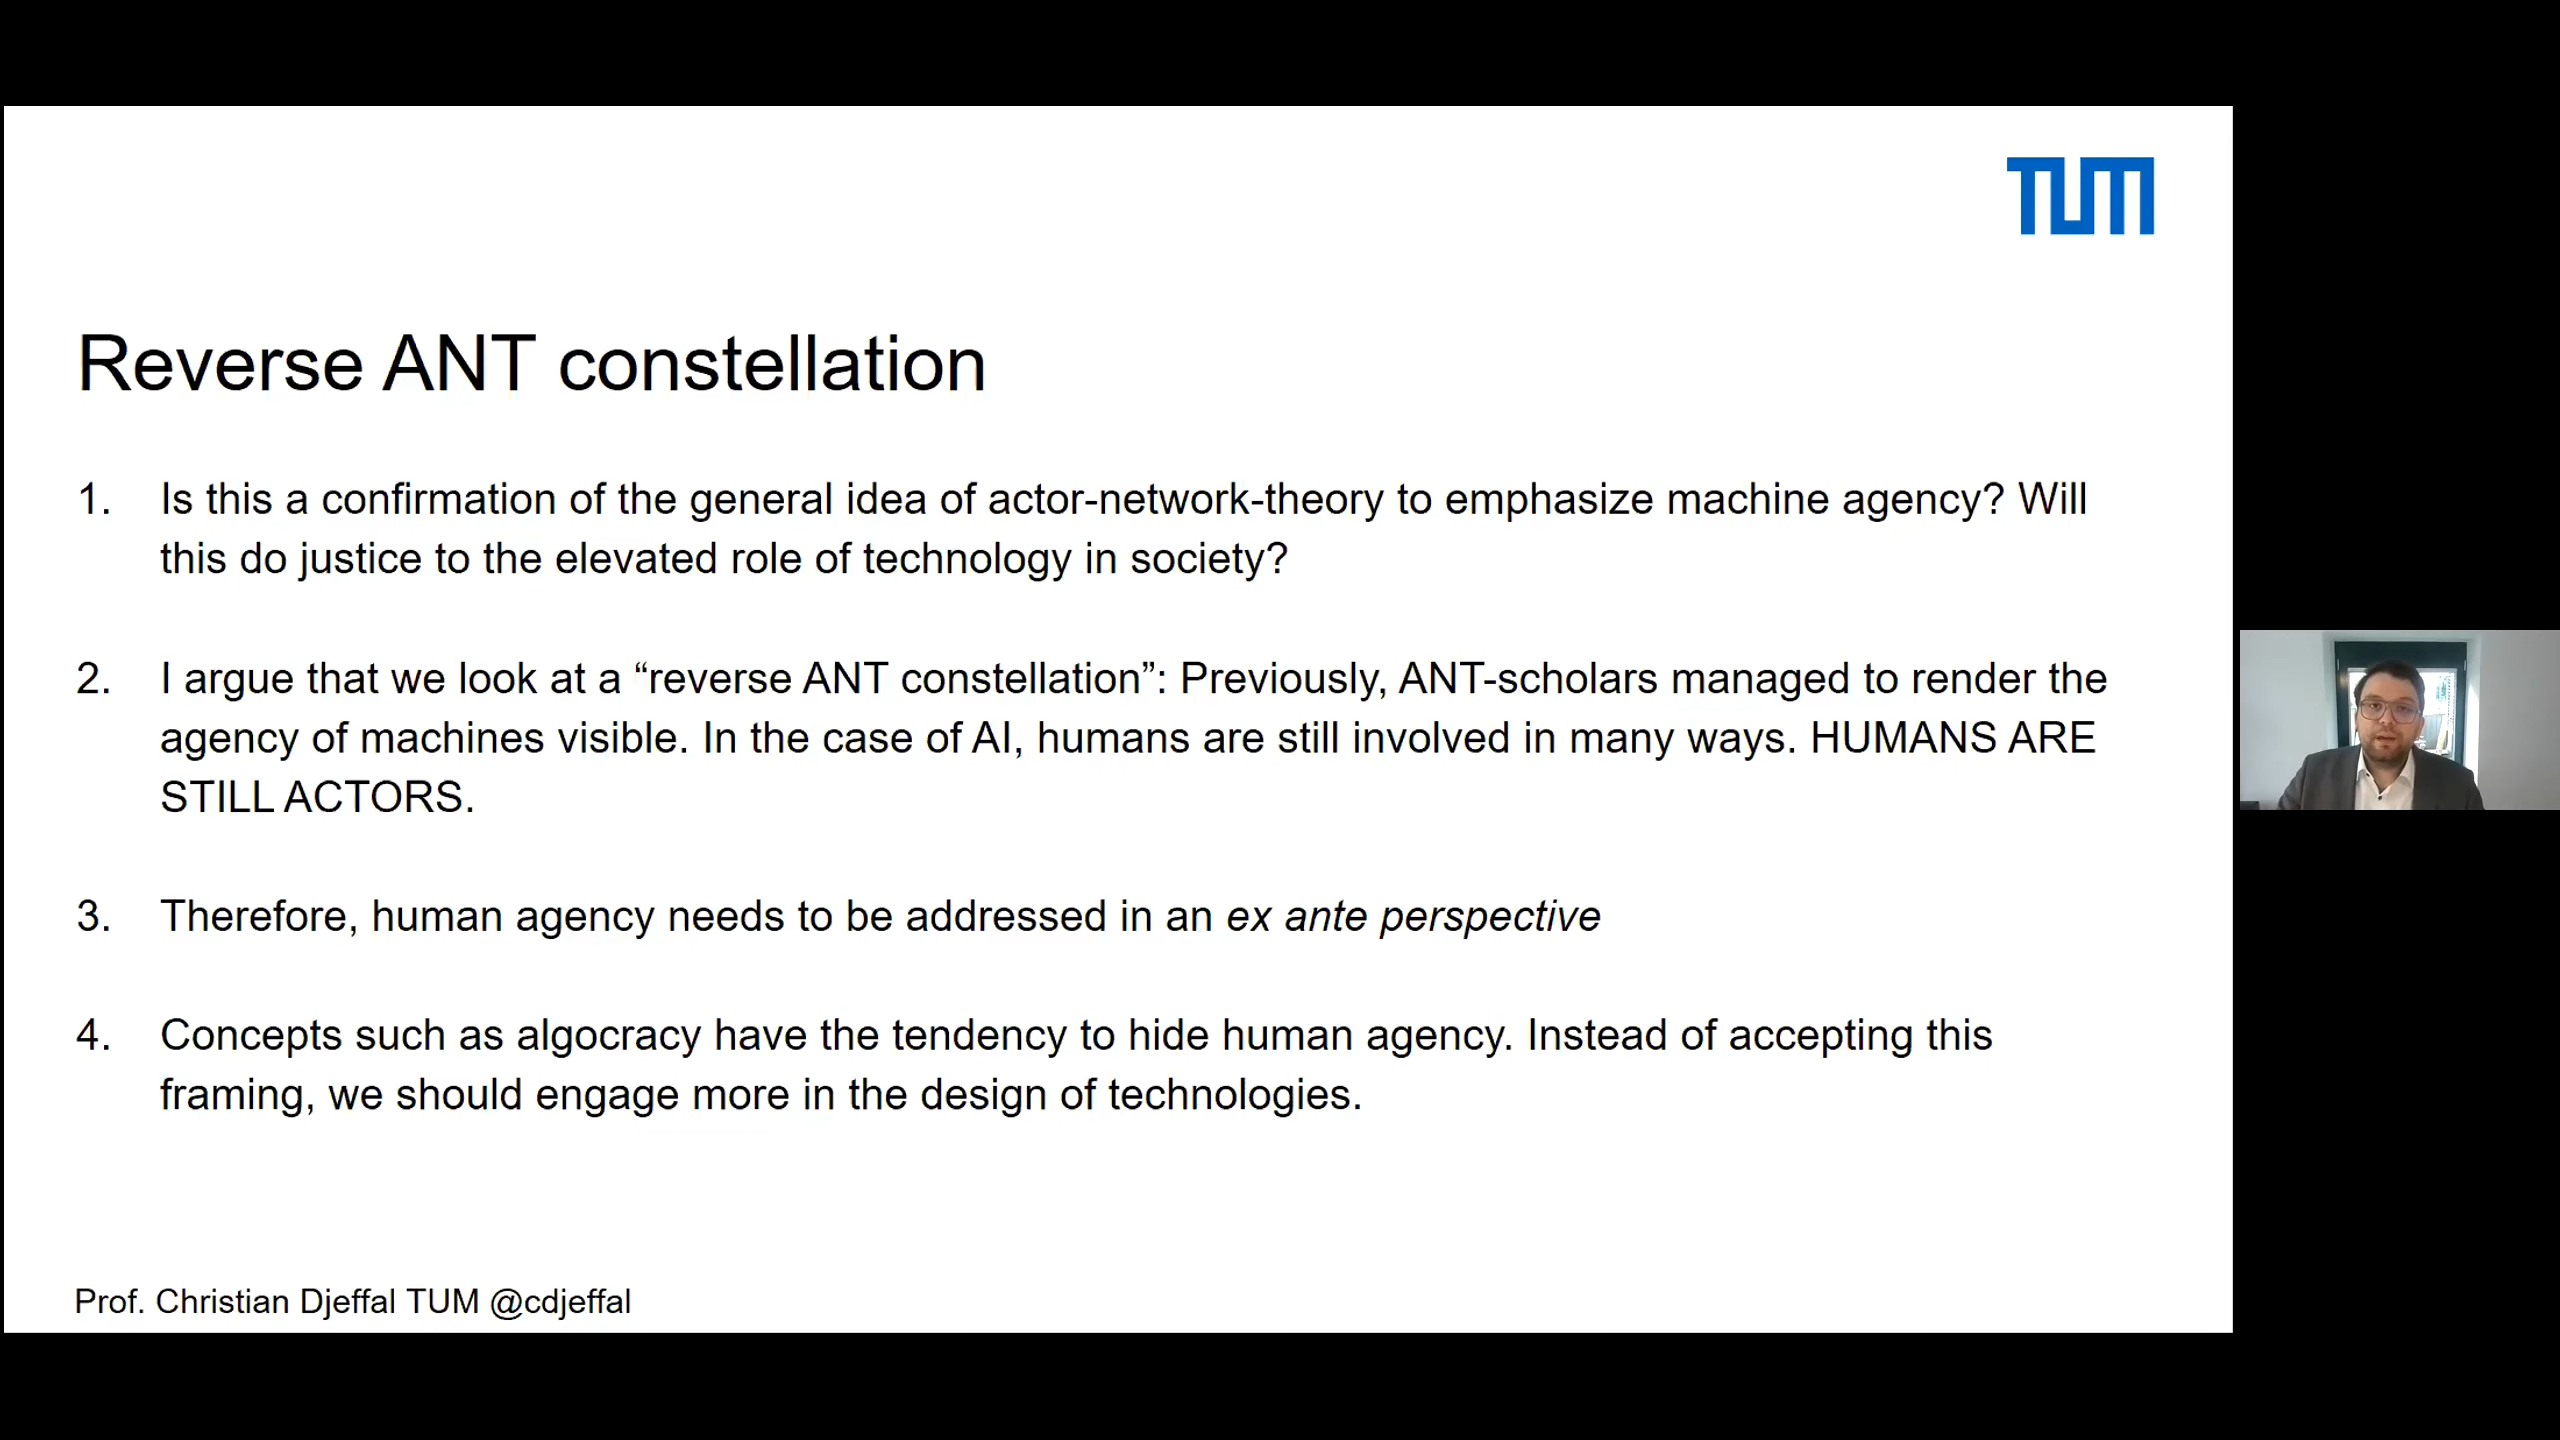 TUM
Reverse ANT constellation
1. Is this a confirmation of the general idea of actor-network-theory to emphasize machine agency? Will
this do justice to the elevated role of technology in society?
2. I argue that we look at a “reverse ANT constellation”: Previously, ANT-scholars managed to render the
agency of machines visible. In the case of AI, humans are still involved in many ways. HUMANS ARE
STILL ACTORS.
3. Therefore, human agency needs to be addressed in an ex ante perspective
4. Concepts such as algocracy have the tendency to hide human agency. Instead of accepting this
framing, we should engage more in the design of technologies.
Prof. Christian Djeffal TUM @cdjeffal